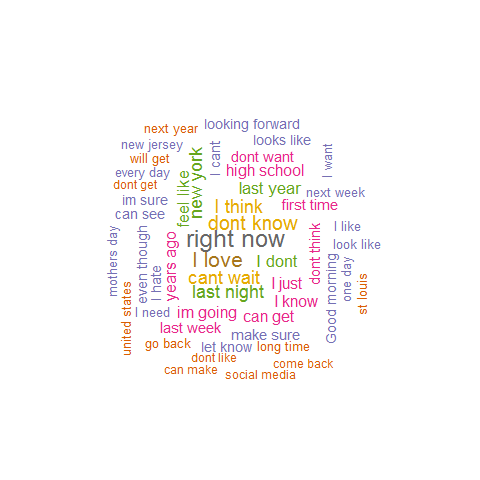 looking forward
next year
looks like
new jersey
I cant
I want
will get
dont want
new york
every day
high school
feel like
dont get
last year
next week
im sure
I think
first time
can see
dont know
I like
mothers day
even though
years ago
right now
dont think
look like
I hate
I love
I dont
Good morning
one day
st louis
cant wait
I just
united states
last night
I know
I need
im going
can get
last week
make sure
go back
let know
long time
dont like
come back
can make
social media